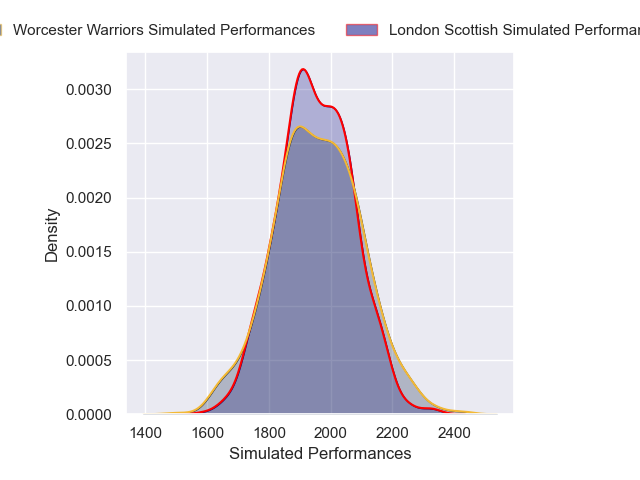 Worcester Warriors Simulated Performances
London Scottish Simulated
0.0030
0.0025
0.0020
0.0015
0.0010
0.0005
0.0000
Density
1400 1600 1800 2000 2200 2400
Simulated Performances